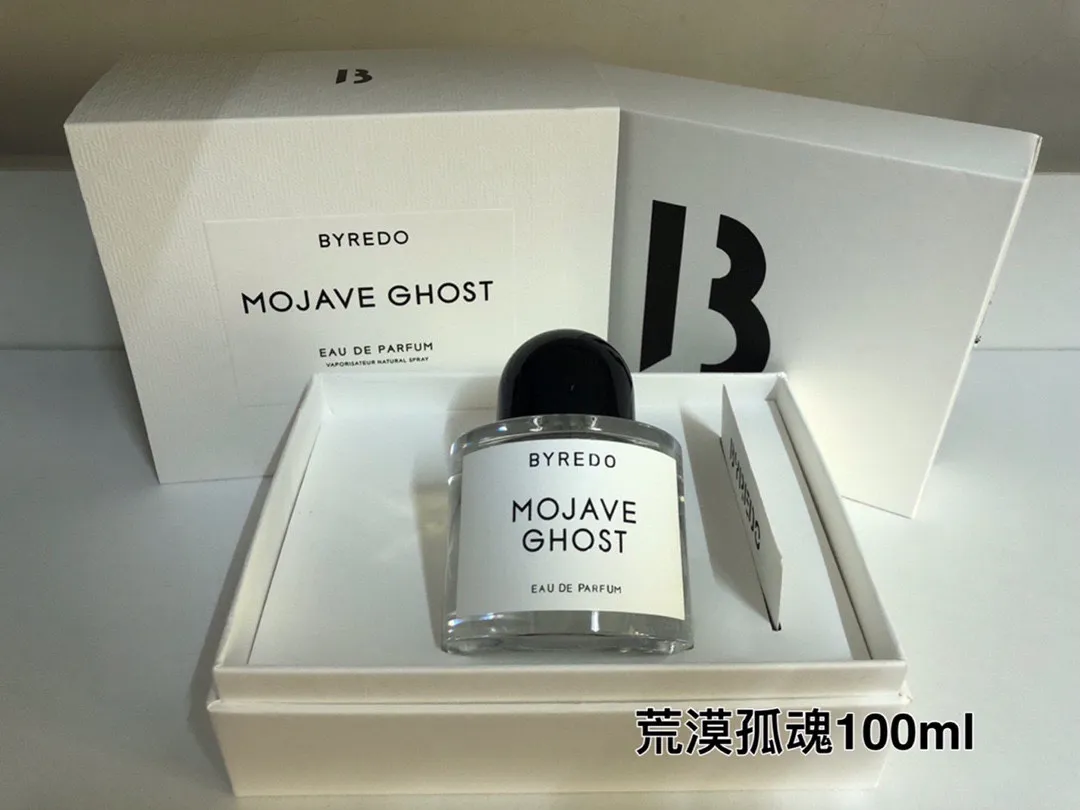 B
BYREDO
MOJAVE GHOST
EAU DE PARFUM
VAPORISATEUR NATURAL SPRAY
B
BYREDO
MOJAVE
GHOST
EAU DE PARFUM
BYREDO
荒漠孤魂100ml